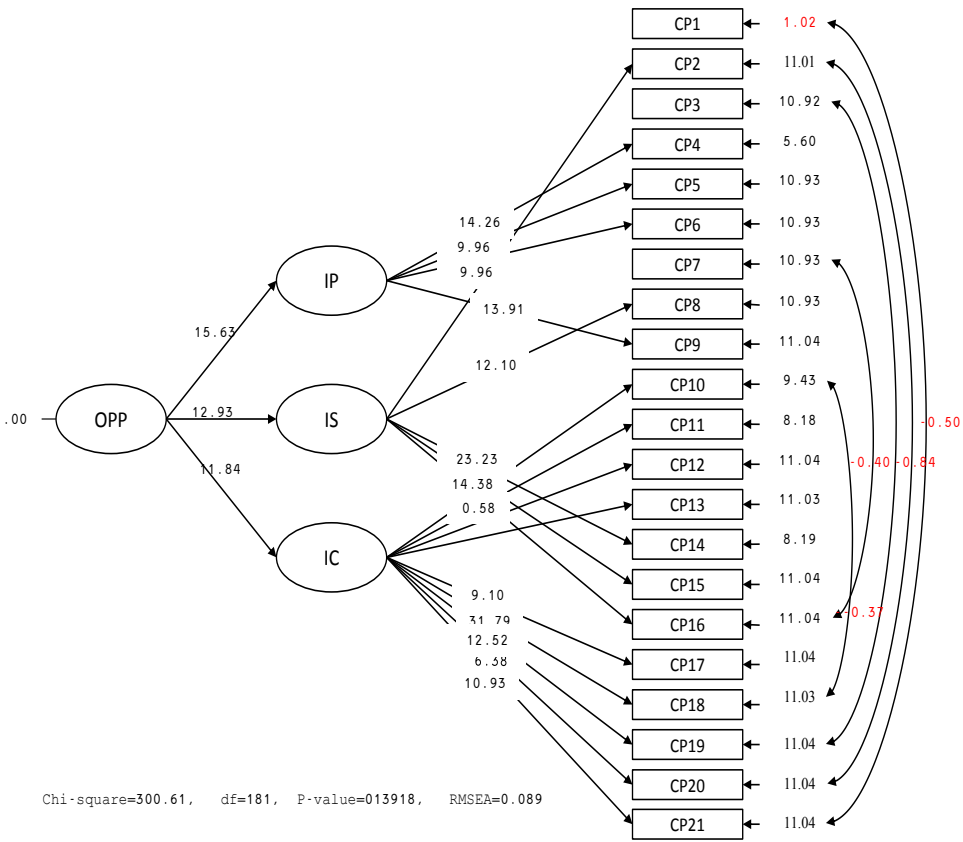 CP1 1.02
CP2 11.01
CP3 10.92
CP4 5.60
CP5 10.93
14.26 CP6 10.93
9.96
9.96 CP7 10.93
IP
13.91 CP8 10.93
15.63 CP9 11.04
12.10
CP10 9.43
.00 OPP 12.93 IS CP11 8.18 -0.50
23.23 CP12 11.04 -0.40 -0.84
11.84 14.38
0.58 CP13 11.03
CP14 8.19
IC
CP15 11.04
9.10 CP16 11.04 -0.37
31.79
12.52 CP17 11.04
6.38
10.93 CP18 11.03
CP19 11.04
CP20 11.04
Chi-square=300.61, df=181, P-value=013918, RMSEA=0.089
CP21 11.04